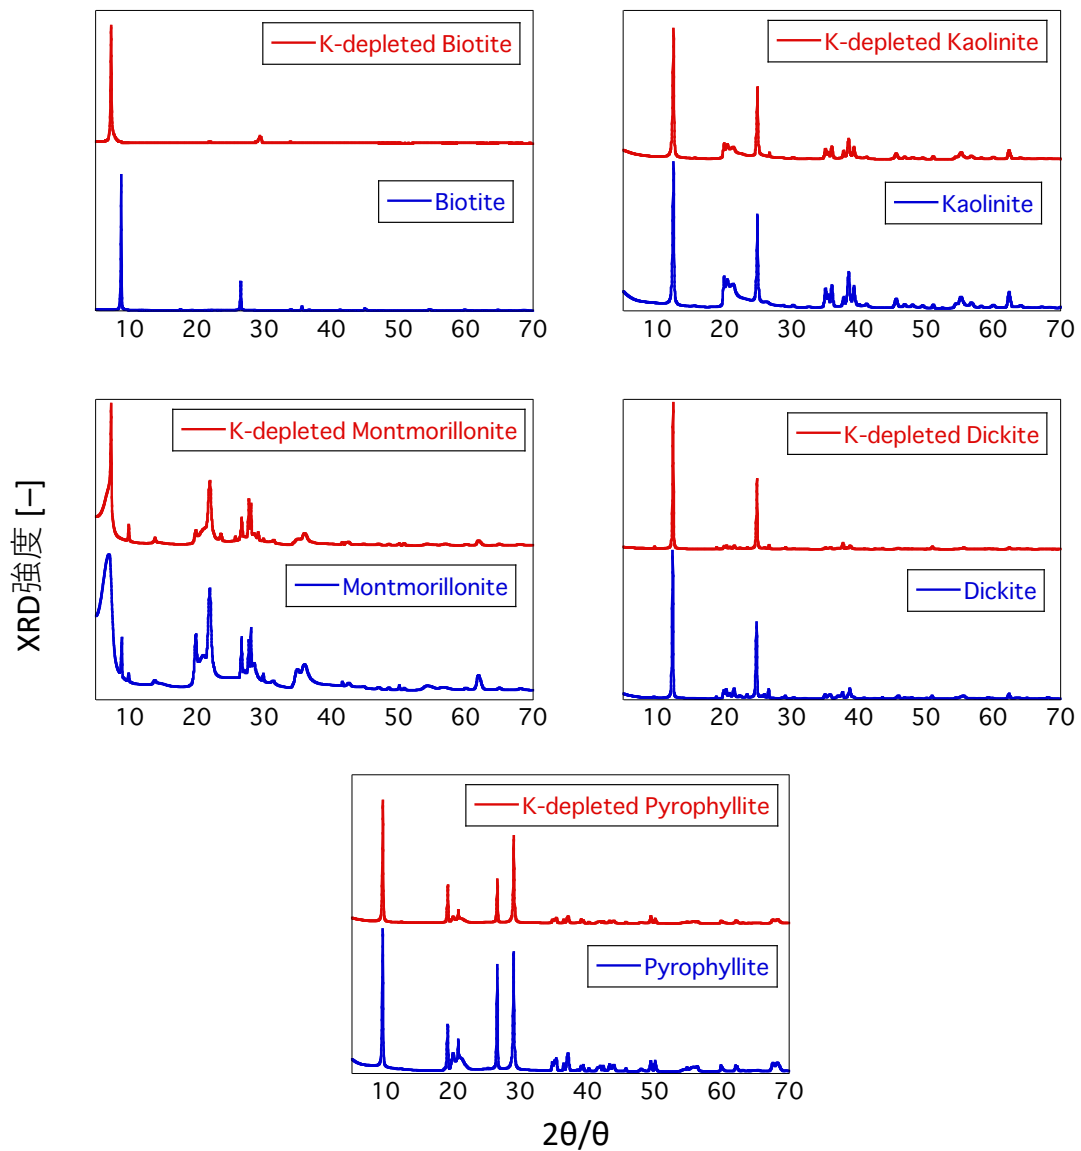 K-depleted Biotite
Biotite
10 20 30 40 50 60 70
K-depleted Kaolinite
Kaolinite
10 20 30 40 50 60 70
XRD強度 [−]
K-depleted Montmorillonite
Montmorillonite
10 20 30 40 50 60 70
K-depleted Dickite
Dickite
10 20 30 40 50 60 70
K-depleted Pyrophyllite
Pyrophyllite
10 20 30 40 50 60 70
2θ/θ